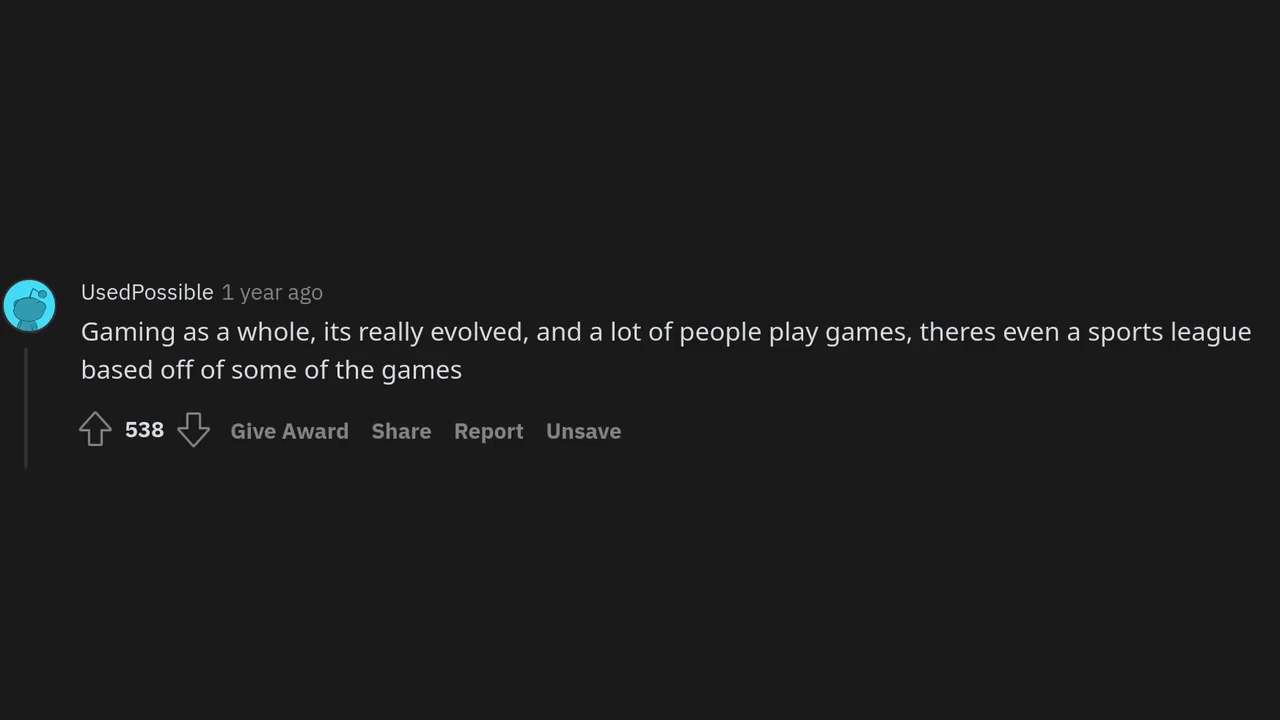 UsedPossible 1 year ago
Gaming as a whole, its really evolved, and a lot of people play games, theres even a sports league
based off of some of the games
538 Give Award Share Report Unsave